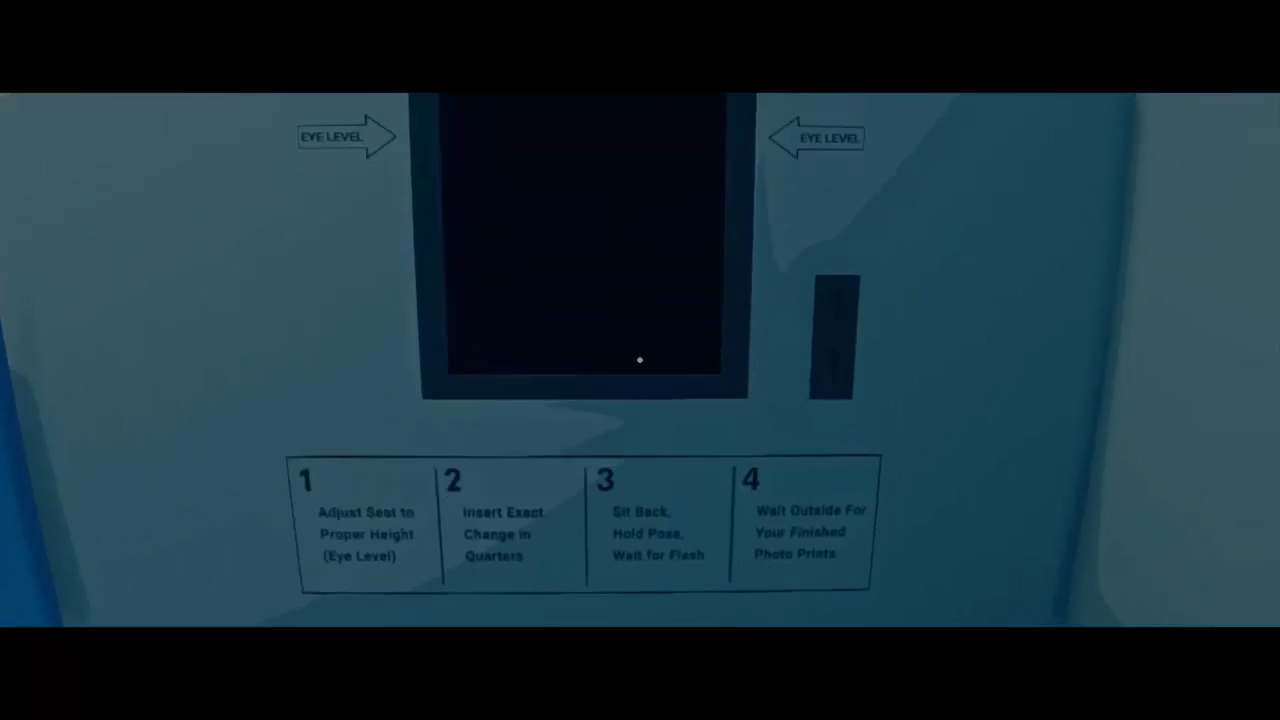 EYE LEVEL
EYE LEVEL
1
Adjust Seat to
Proper Height
(Eye Level)
2
Insert Exact
Change in
Quarters
3
Sit Back,
Hold Pose,
Wait for Flash
4
Wait Outside For
Your Finished
Photo Prints